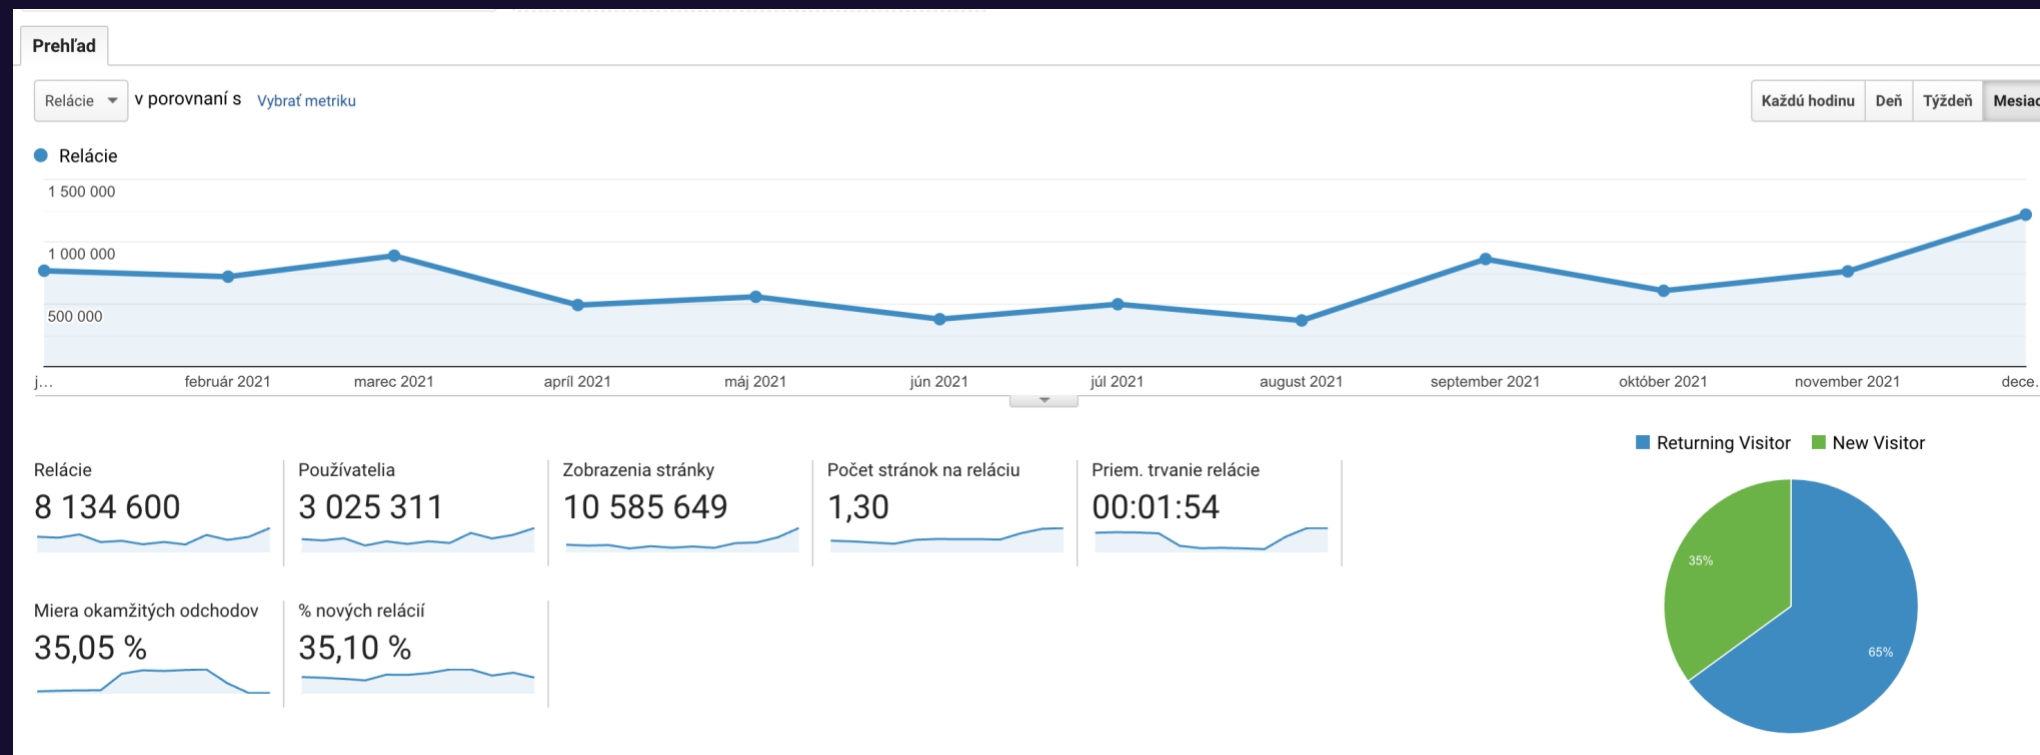 Prehľad
Relácie v porovnaní s Vybrať metriku
Každú hodinu Deň Týždeň Mesiac
Relácie
1 500 000
1 000 000
500 000
j… február 2021 marec 2021 apríl 2021 máj 2021 jún 2021 júl 2021 august 2021 september 2021 október 2021 november 2021 dece…
Returning Visitor New Visitor
Relácie Používatelia Zobrazenia stránky Počet stránok na reláciu Priem. trvanie relácie
8 134 600 3 025 311 10 585 649 1,30 00:01:54
35%
Miera okamžitých odchodov % nových relácií
35,05 % 35,10 %
65%